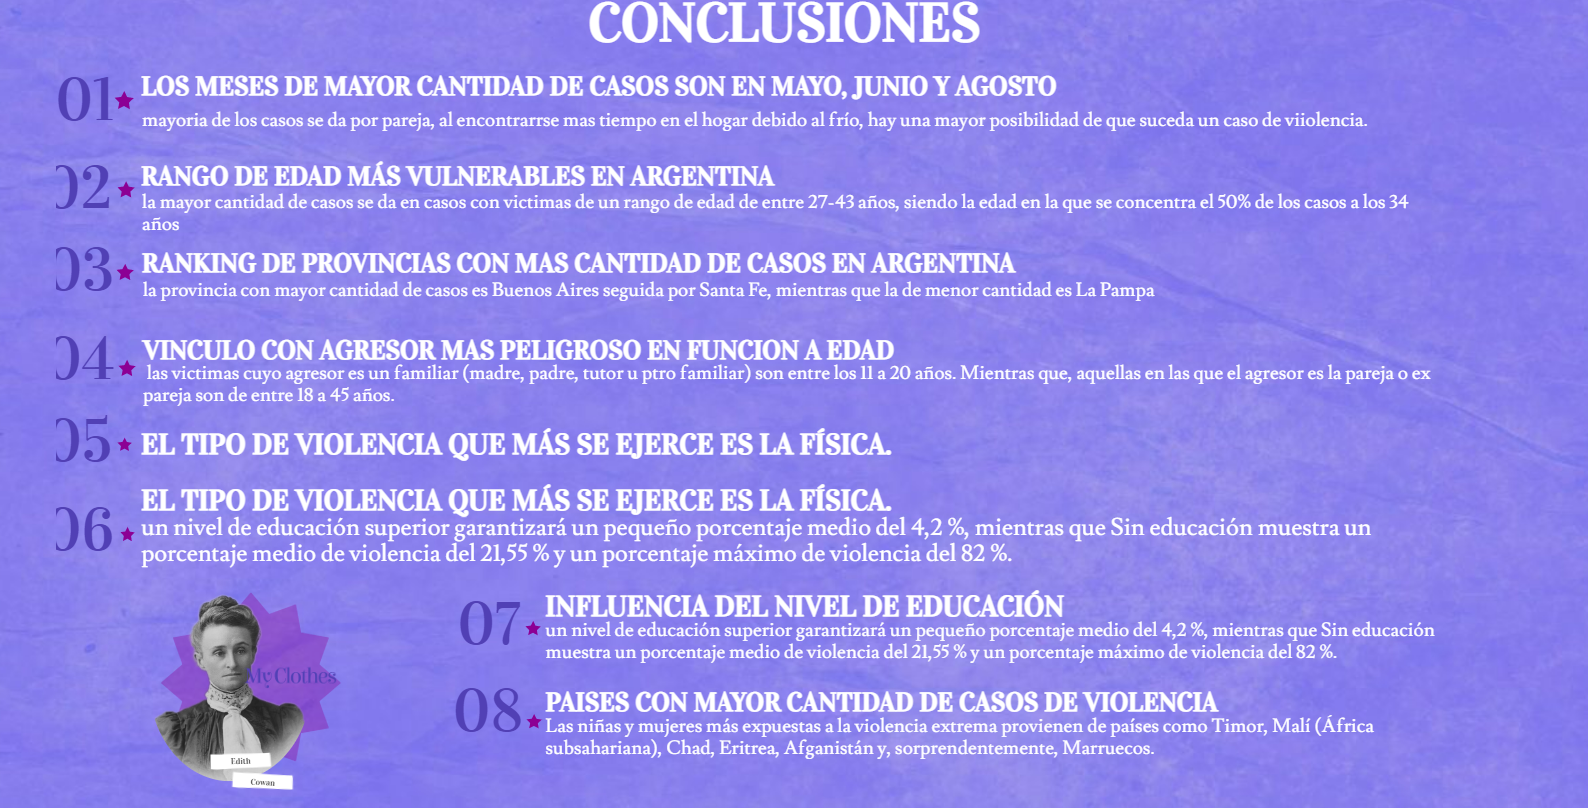 CONCLUSIONES
01
LOS MESES DE MAYOR CANTIDAD DE CASOS SON EN MAYO, JUNIO Y AGOSTO
mayoria de los casos se da por pareja, al encontrarrse mas tiempo en el hogar debido al frío, hay una mayor posibilidad de que suceda un caso de viiolencia.
02
RANGO DE EDAD MÁS VULNERABLES EN ARGENTINA
la mayor cantidad de casos se da en casos con victimas de un rango de edad de entre 27-43 años, siendo la edad en la que se concentra el 50% de los casos a los 34
años
03
RANKING DE PROVINCIAS CON MAS CANTIDAD DE CASOS EN ARGENTINA
la provincia con mayor cantidad de casos es Buenos Aires seguida por Santa Fe, mientras que la de menor cantidad es La Pampa
04
VINCULO CON AGRESOR MAS PELIGROSO EN FUNCION A EDAD
las victimas cuyo agresor es un familiar (madre, padre, tutor u ptro familiar) son entre los 11 a 20 años. Mientras que, aquellas en las que el agresor es la pareja o ex
pareja son de entre 18 a 45 años.
05
EL TIPO DE VIOLENCIA QUE MÁS SE EJERCE ES LA FÍSICA.
06
EL TIPO DE VIOLENCIA QUE MÁS SE EJERCE ES LA FÍSICA.
un nivel de educación superior garantizará un pequeño porcentaje medio del 4,2 %, mientras que Sin educación muestra un
porcentaje medio de violencia del 21,55 % y un porcentaje máximo de violencia del 82 %.
07
INFLUENCIA DEL NIVEL DE EDUCACIÓN
un nivel de educación superior garantizará un pequeño porcentaje medio del 4,2 %, mientras que Sin educación
muestra un porcentaje medio de violencia del 21,55 % y un porcentaje máximo de violencia del 82 %.
08
PAISES CON MAYOR CANTIDAD DE CASOS DE VIOLENCIA
Las niñas y mujeres más expuestas a la violencia extrema provienen de países como Timor, Malí (África
subsahariana), Chad, Eritrea, Afganistán y, sorprendentemente, Marruecos.
My Clothes
Edith
Cowan